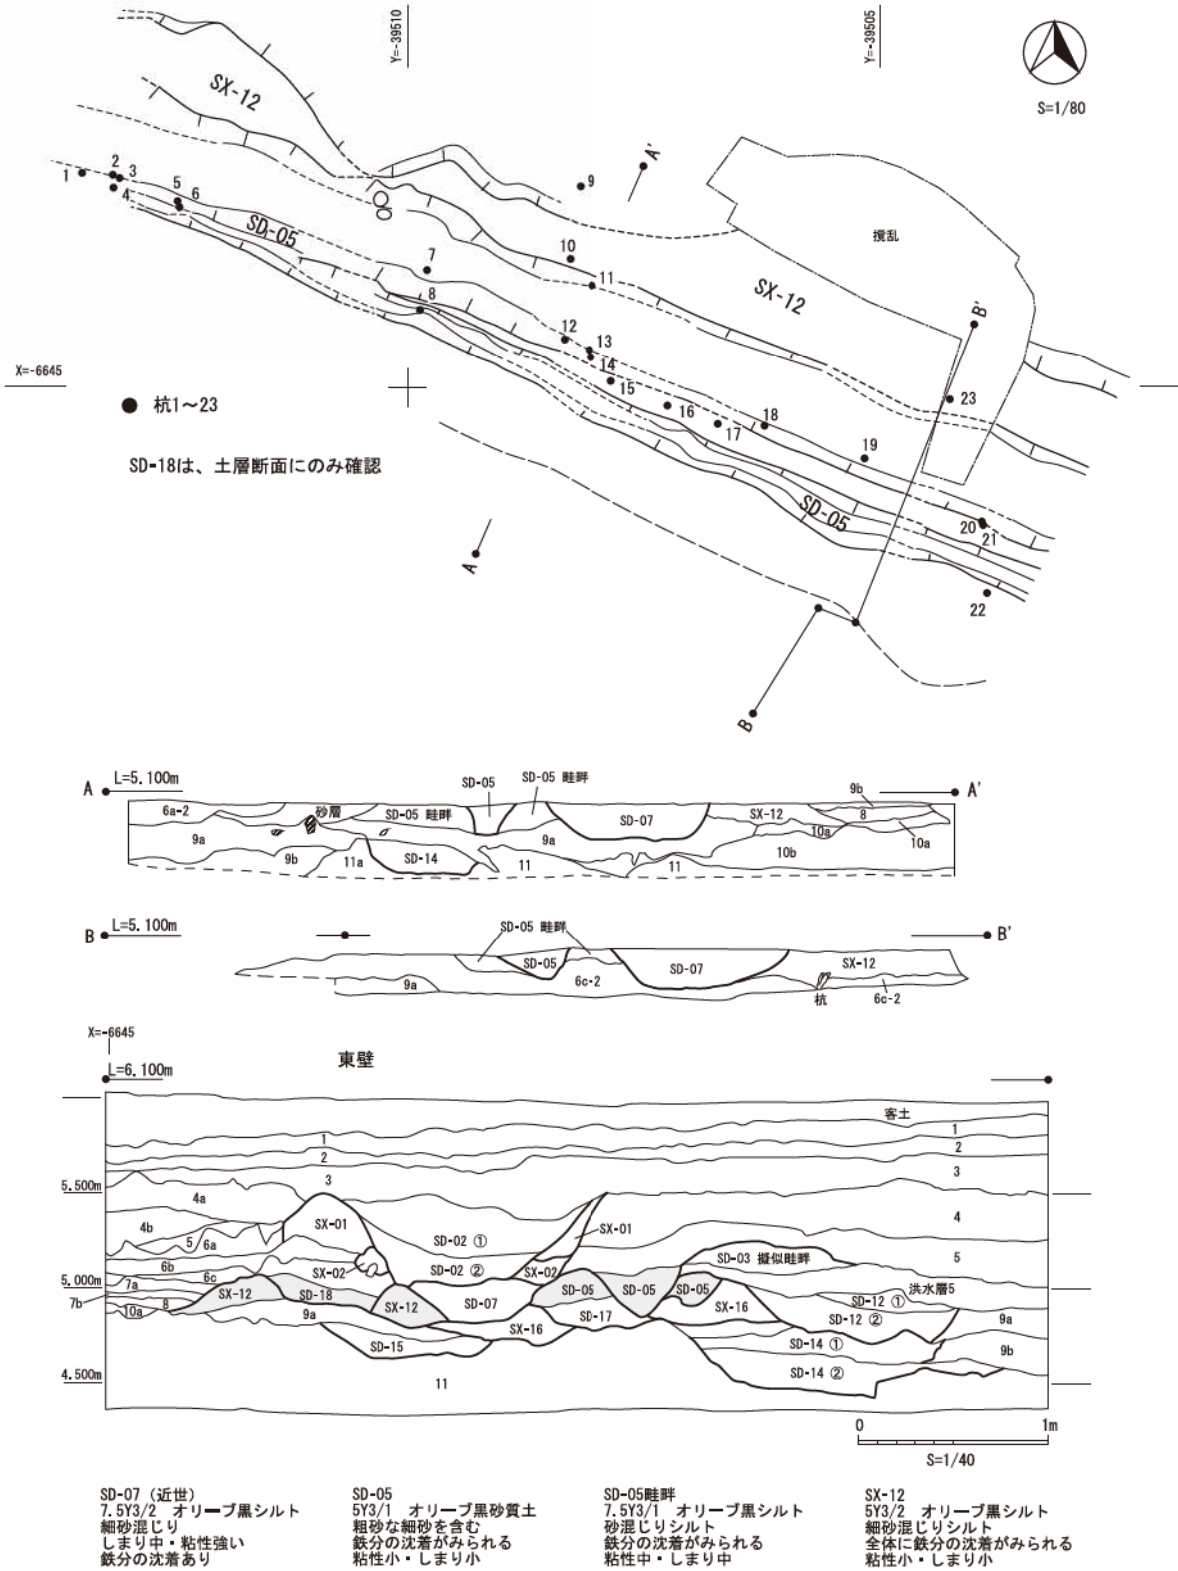 Y=-39510
Y=-39505
S=1/80
SX-12
A'
1
2
3
4
5
6
9
SD-05
7
8
10
11
撹乱
SX-12
B'
12
13
14
15
16
17
18
19
23
X=-6645
杭1～23
SD-18は、土層断面にのみ確認
SD-05
20
21
22
A
B
A
L=5.100m
A'
SD-05
SD-05 畦畔
9b
6a-2
砂層
SD-05 畦畔
SD-07
SX-12
8
9a
9a
10a
10a
9b
11a
SD-14
11
11
10b
B
L=5.100m
B'
SD-05 畦畔
SD-05
SD-07
SX-12
9a
6c-2
杭
6c-2
X=-6645
東壁
L=6.100m
客土
1
1
2
2
3
3
5.500m
4a
4
4b
5
6a
SX-01
SX-01
SD-02 ①
SD-03 擬似畦畔
5
6b
SX-02
SD-02 ②
SX-02
5.000m
7a
6c
洪水層5
7b
8
10a
SX-12
SD-18
SX-12
SD-07
SD-05
SD-05
SD-05
SX-16
SD-12 ①
SD-12 ②
9a
9a
SX-16
SD-17
SD-15
SD-14 ①
9b
4.500m
11
SD-14 ②
0
1m
S=1/40
SD-07（近世）
7.5Y3/2 オリーブ黒シルト
細砂混じり
しまり中・粘性強い
鉄分の沈着あり
SD-05
5Y3/1 オリーブ黒砂質土
粗砂な細砂を含む
鉄分の沈着がみられる
粘性小・しまり小
SD-05畦畔
7.5Y3/1 オリーブ黒シルト
砂混じりシルト
鉄分の沈着がみられる
粘性中・しまり中
SX-12
5Y3/2 オリーブ黒シルト
細砂混じりシルト
全体に鉄分の沈着がみられる
粘性小・しまり小